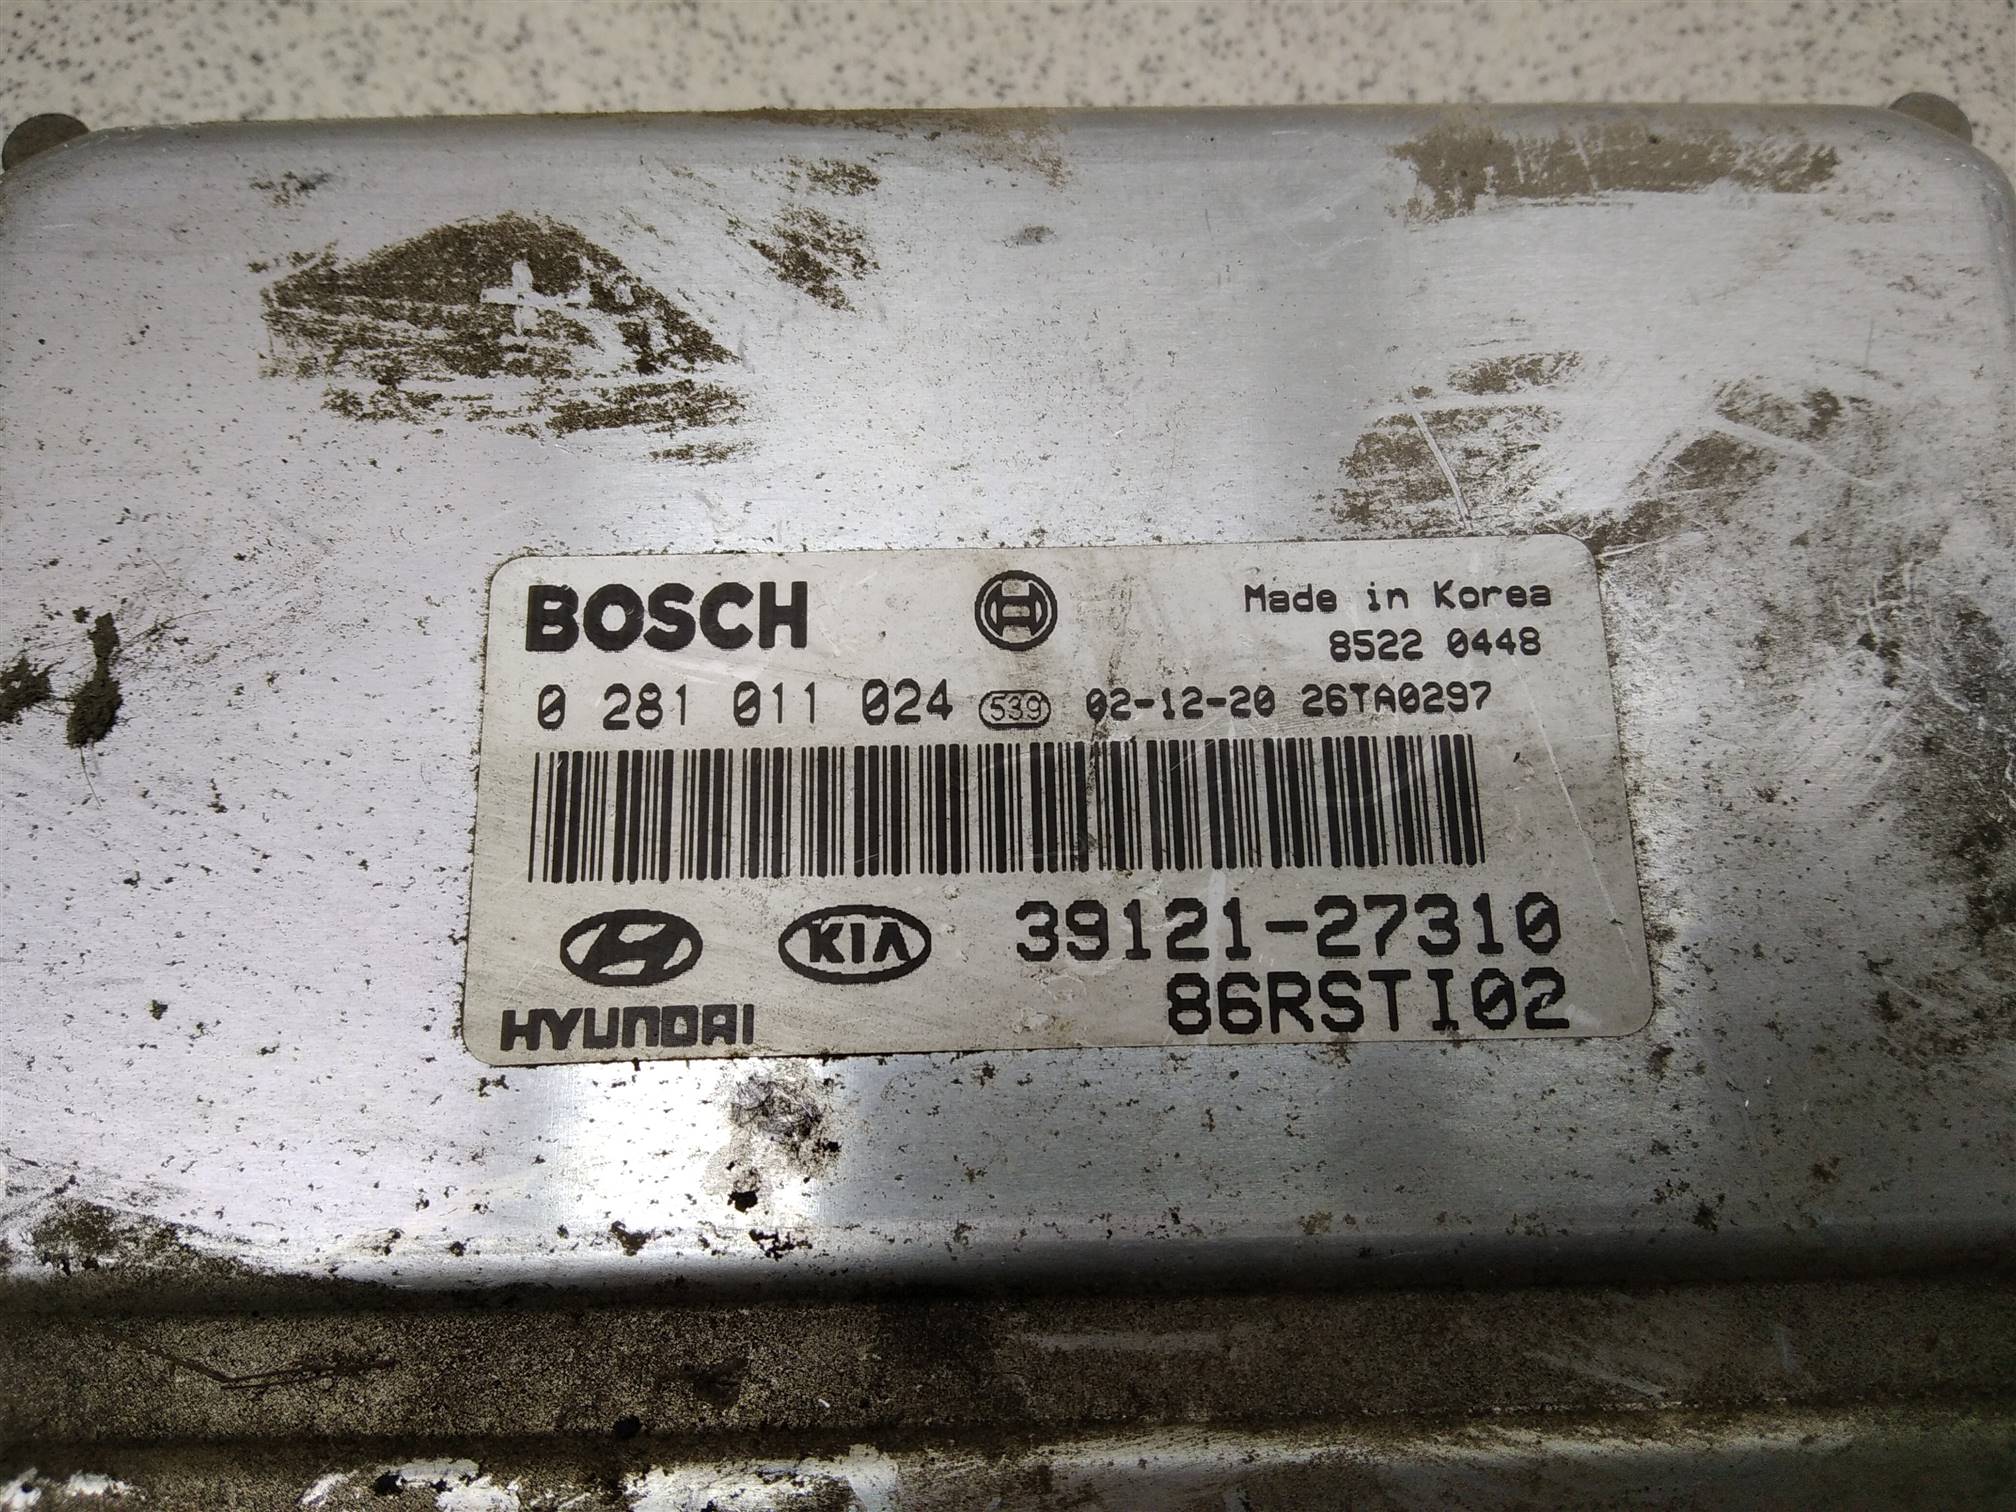 BOSCH
Made in Korea
8522 0448
0 281 011 024 539 02-12-20 26TA0297
KIA 39121-27310
HYUNDAI 86RSTI02